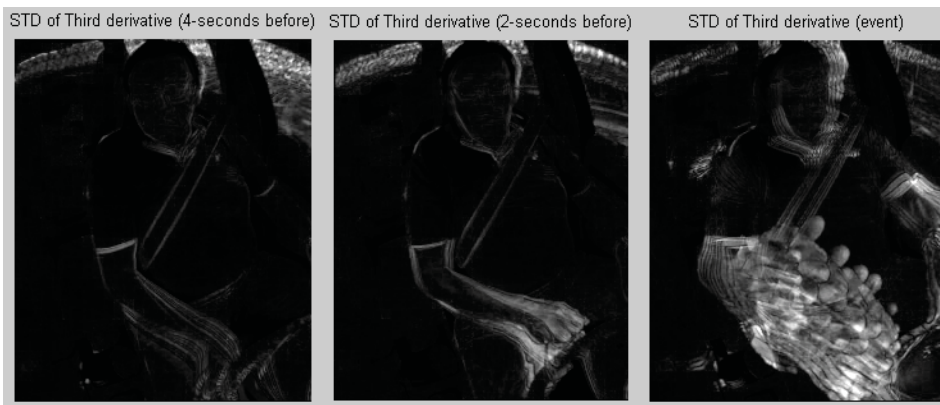 STD of Third derivative (4-seconds before)
STD of Third derivative (2-seconds before)
STD of Third derivative (event)